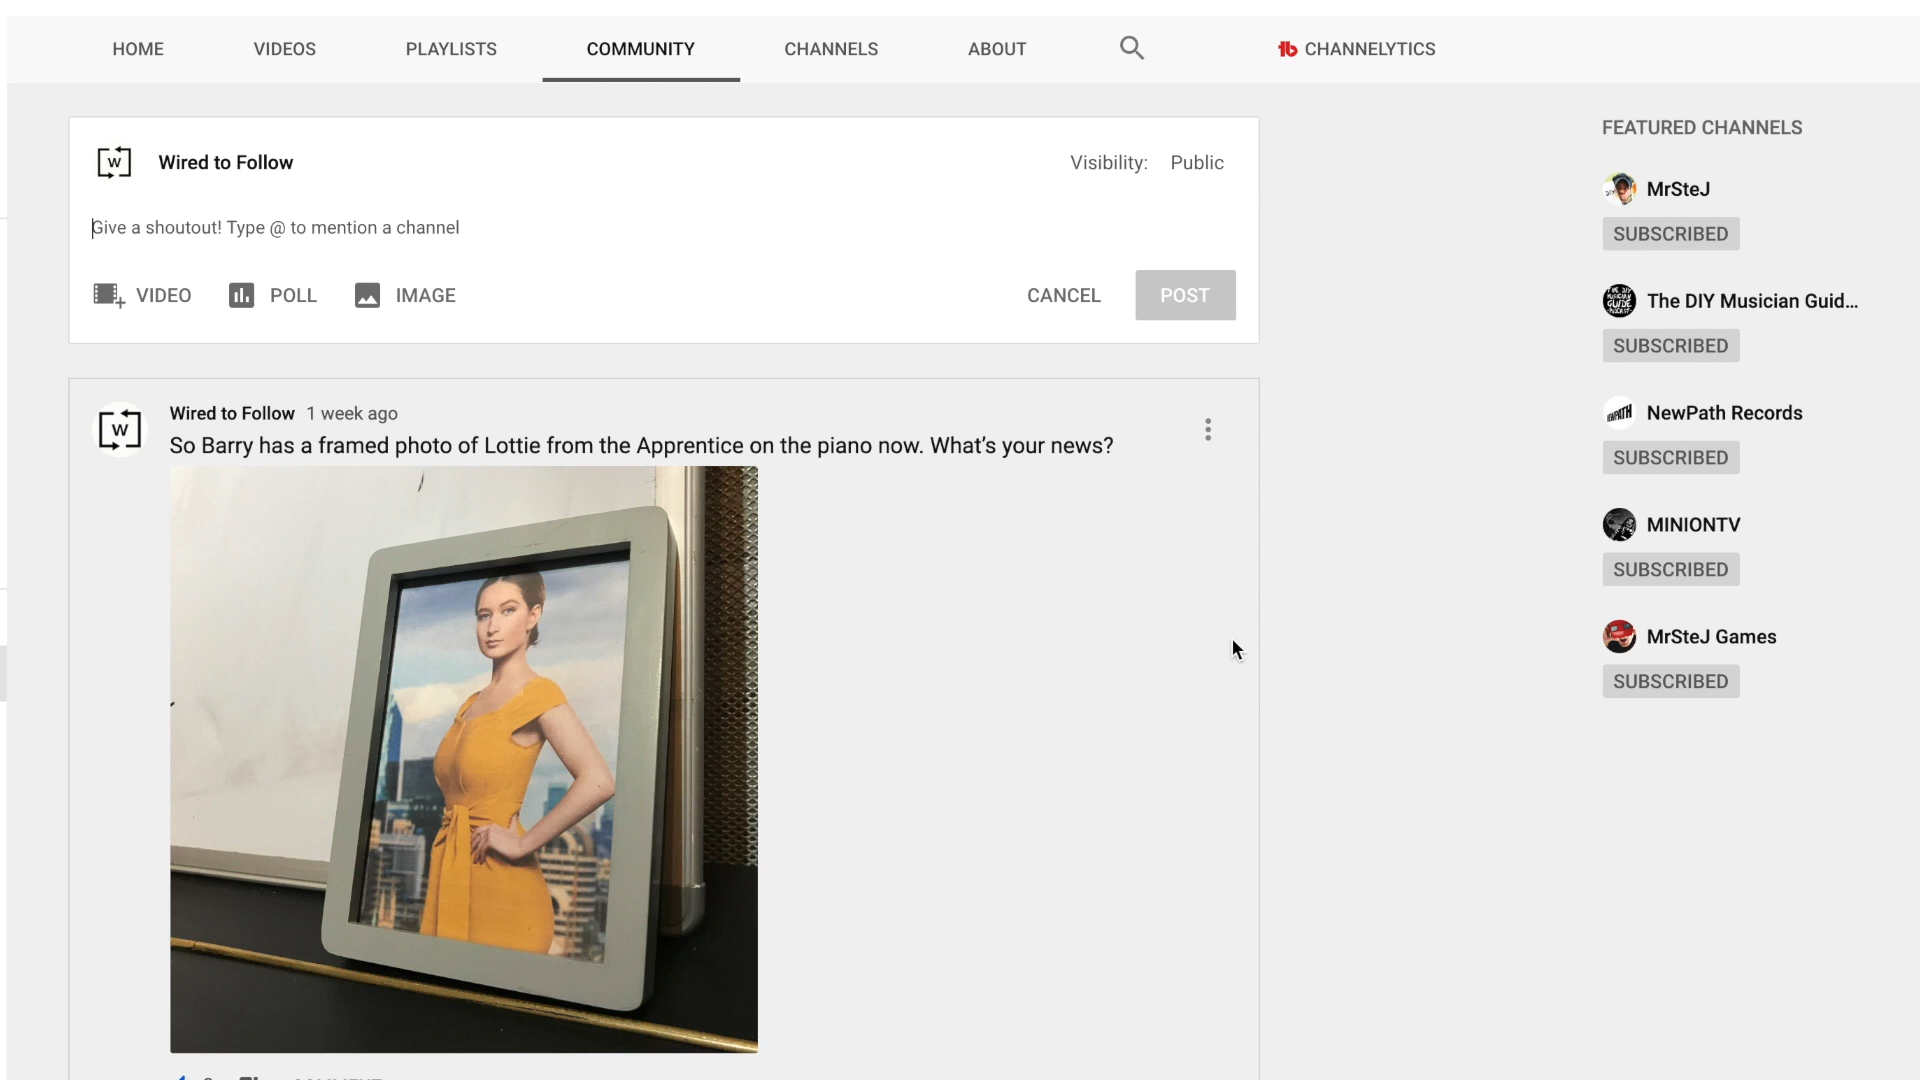 HOME VIDEOS PLAYLISTS COMMUNITY CHANNELS ABOUT CHANNELYTICS
W Wired to Follow Visibility: Public
Give a shoutout! Type @ to mention a channel
VIDEO POLL IMAGE CANCEL POST
W Wired to Follow 1 week ago
So Barry has a framed photo of Lottie from the Apprentice on the piano now. What’s your news?
FEATURED CHANNELS
MrSteJ
SUBSCRIBED
The DIY Musician Guid...
SUBSCRIBED
NewPath Records
SUBSCRIBED
MINIONTV
SUBSCRIBED
MrSteJ Games
SUBSCRIBED